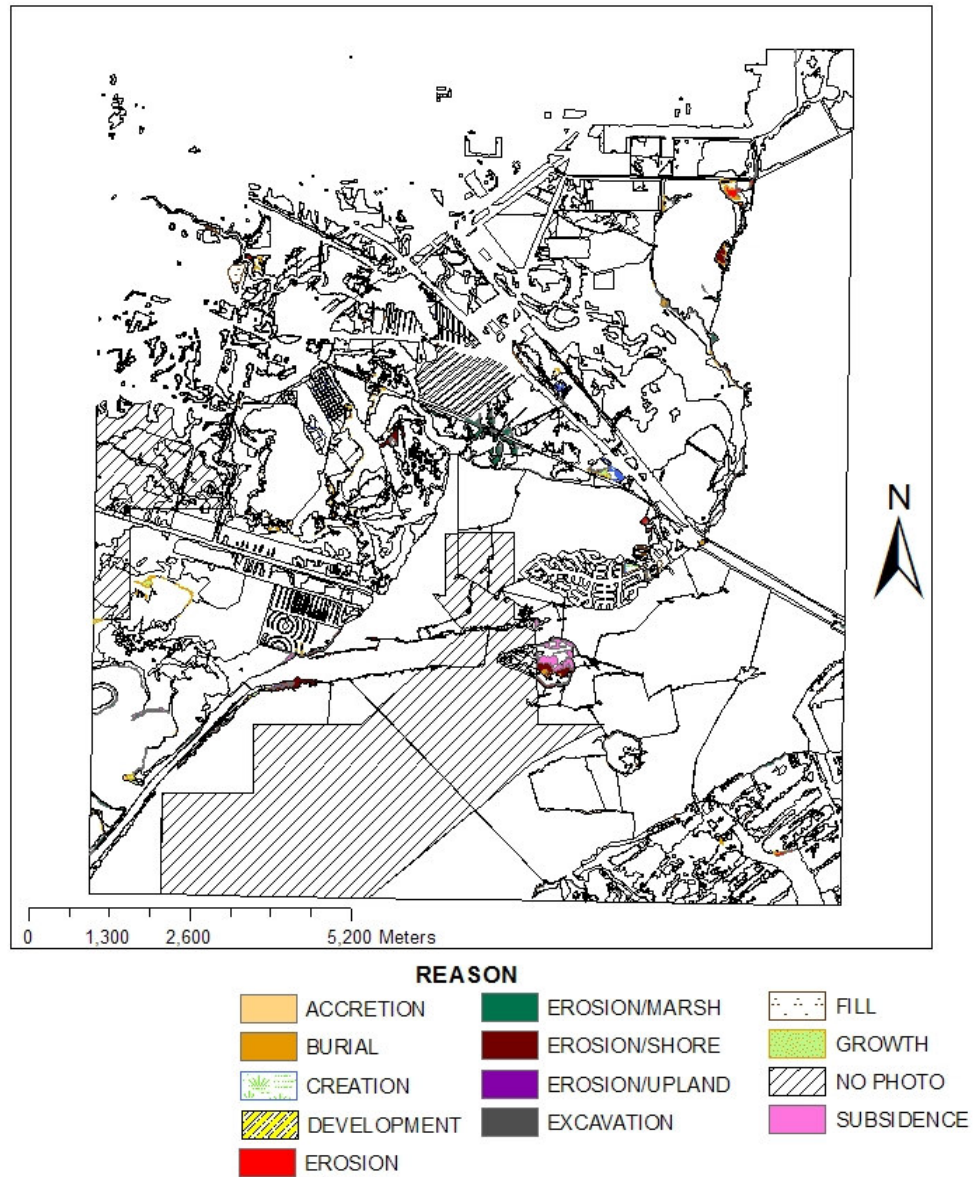 N
0 1,300 2,600 5,200 Meters
REASON
ACCRETION
BURIAL
CREATION
DEVELOPMENT
EROSION
EROSION/MARSH
EROSION/SHORE
EROSION/UPLAND
EXCAVATION
FILL
GROWTH
NO PHOTO
SUBSIDENCE